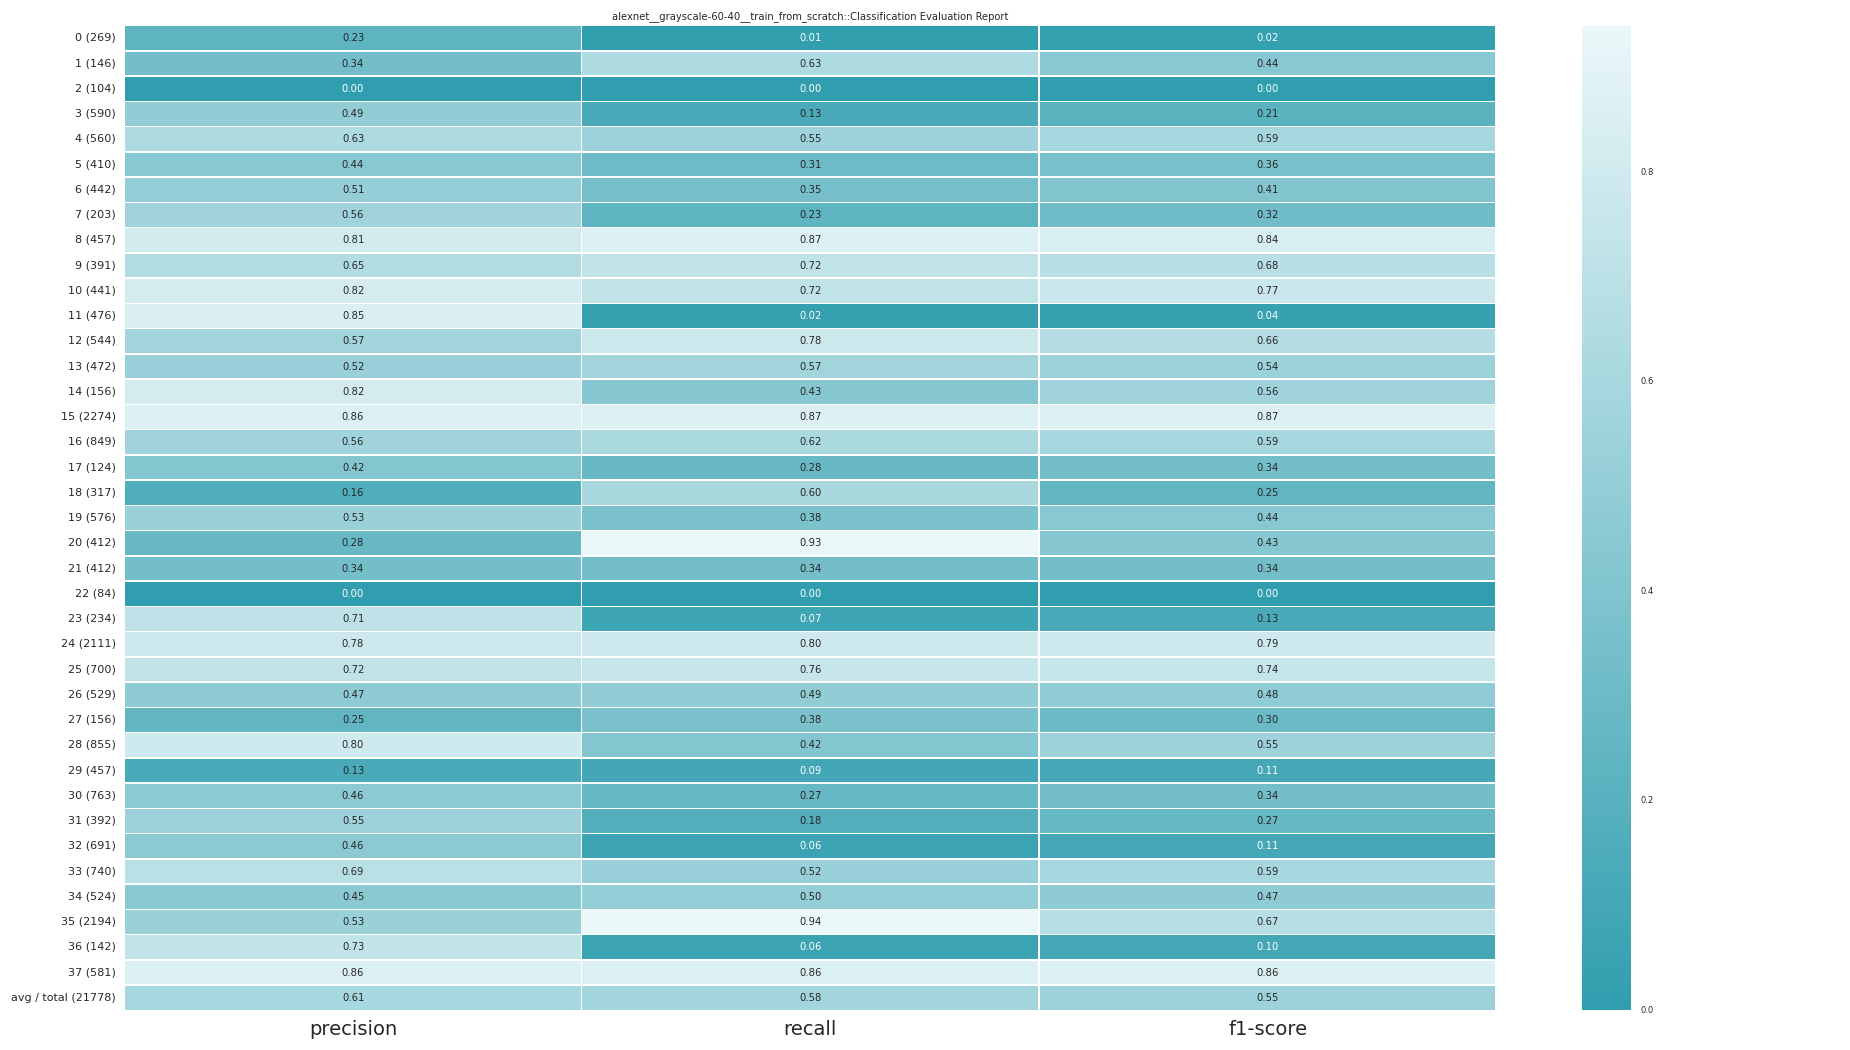 alexnet__grayscale-60-40__train_from_scratch::Classification Evaluation Report
0 (269) 0.23 0.01 0.02
1 (146) 0.34 0.63 0.44
2 (104) 0.00 0.00 0.00
3 (590) 0.49 0.13 0.21
4 (560) 0.63 0.55 0.59
5 (410) 0.44 0.31 0.36
6 (442) 0.51 0.35 0.41
7 (203) 0.56 0.23 0.32
8 (457) 0.81 0.87 0.84
9 (391) 0.65 0.72 0.68
10 (441) 0.82 0.72 0.77
11 (476) 0.85 0.02 0.04
12 (544) 0.57 0.78 0.66
13 (472) 0.52 0.57 0.54
14 (156) 0.82 0.43 0.56
15 (2274) 0.86 0.87 0.87
16 (849) 0.56 0.62 0.59
17 (124) 0.42 0.28 0.34
18 (317) 0.16 0.60 0.25
19 (576) 0.53 0.38 0.44
20 (412) 0.28 0.93 0.43
21 (412) 0.34 0.34 0.34
22 (84) 0.00 0.00 0.00
23 (234) 0.71 0.07 0.13
24 (2111) 0.78 0.80 0.79
25 (700) 0.72 0.76 0.74
26 (529) 0.47 0.49 0.48
27 (156) 0.25 0.38 0.30
28 (855) 0.80 0.42 0.55
29 (457) 0.13 0.09 0.11
30 (763) 0.46 0.27 0.34
31 (392) 0.55 0.18 0.27
32 (691) 0.46 0.06 0.11
33 (740) 0.69 0.52 0.59
34 (524) 0.45 0.50 0.47
35 (2194) 0.53 0.94 0.67
36 (142) 0.73 0.06 0.10
37 (581) 0.86 0.86 0.86
avg / total (21778) 0.61 0.58 0.55
precision recall f1-score
0.8
0.6
0.4
0.2
0.0